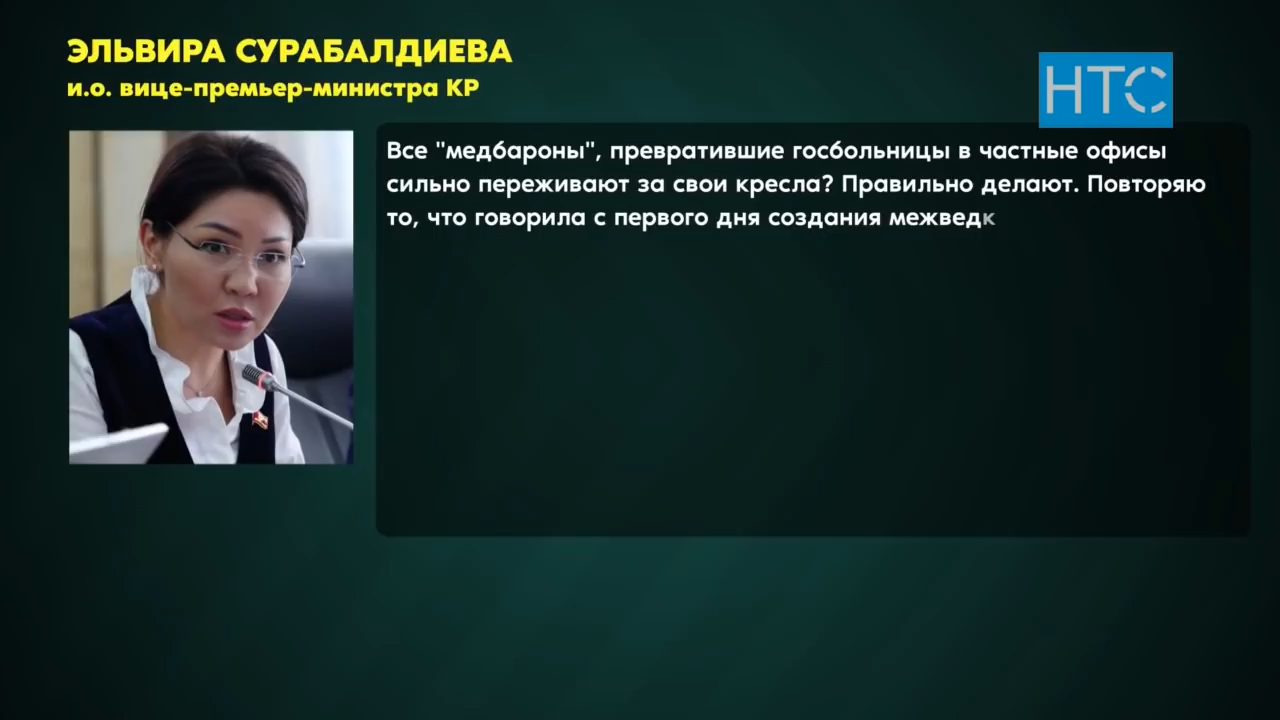 ЭЛЬВИРА СУРАБАЛДИЕВА
и.о. вице-премьер-министра КР
НТС
Все "медбароны", превратившие госбольницы в частные офисы
сильно переживают за свои кресла? Правильно делают. Повторяю
то, что говорила с первого дня создания межведк